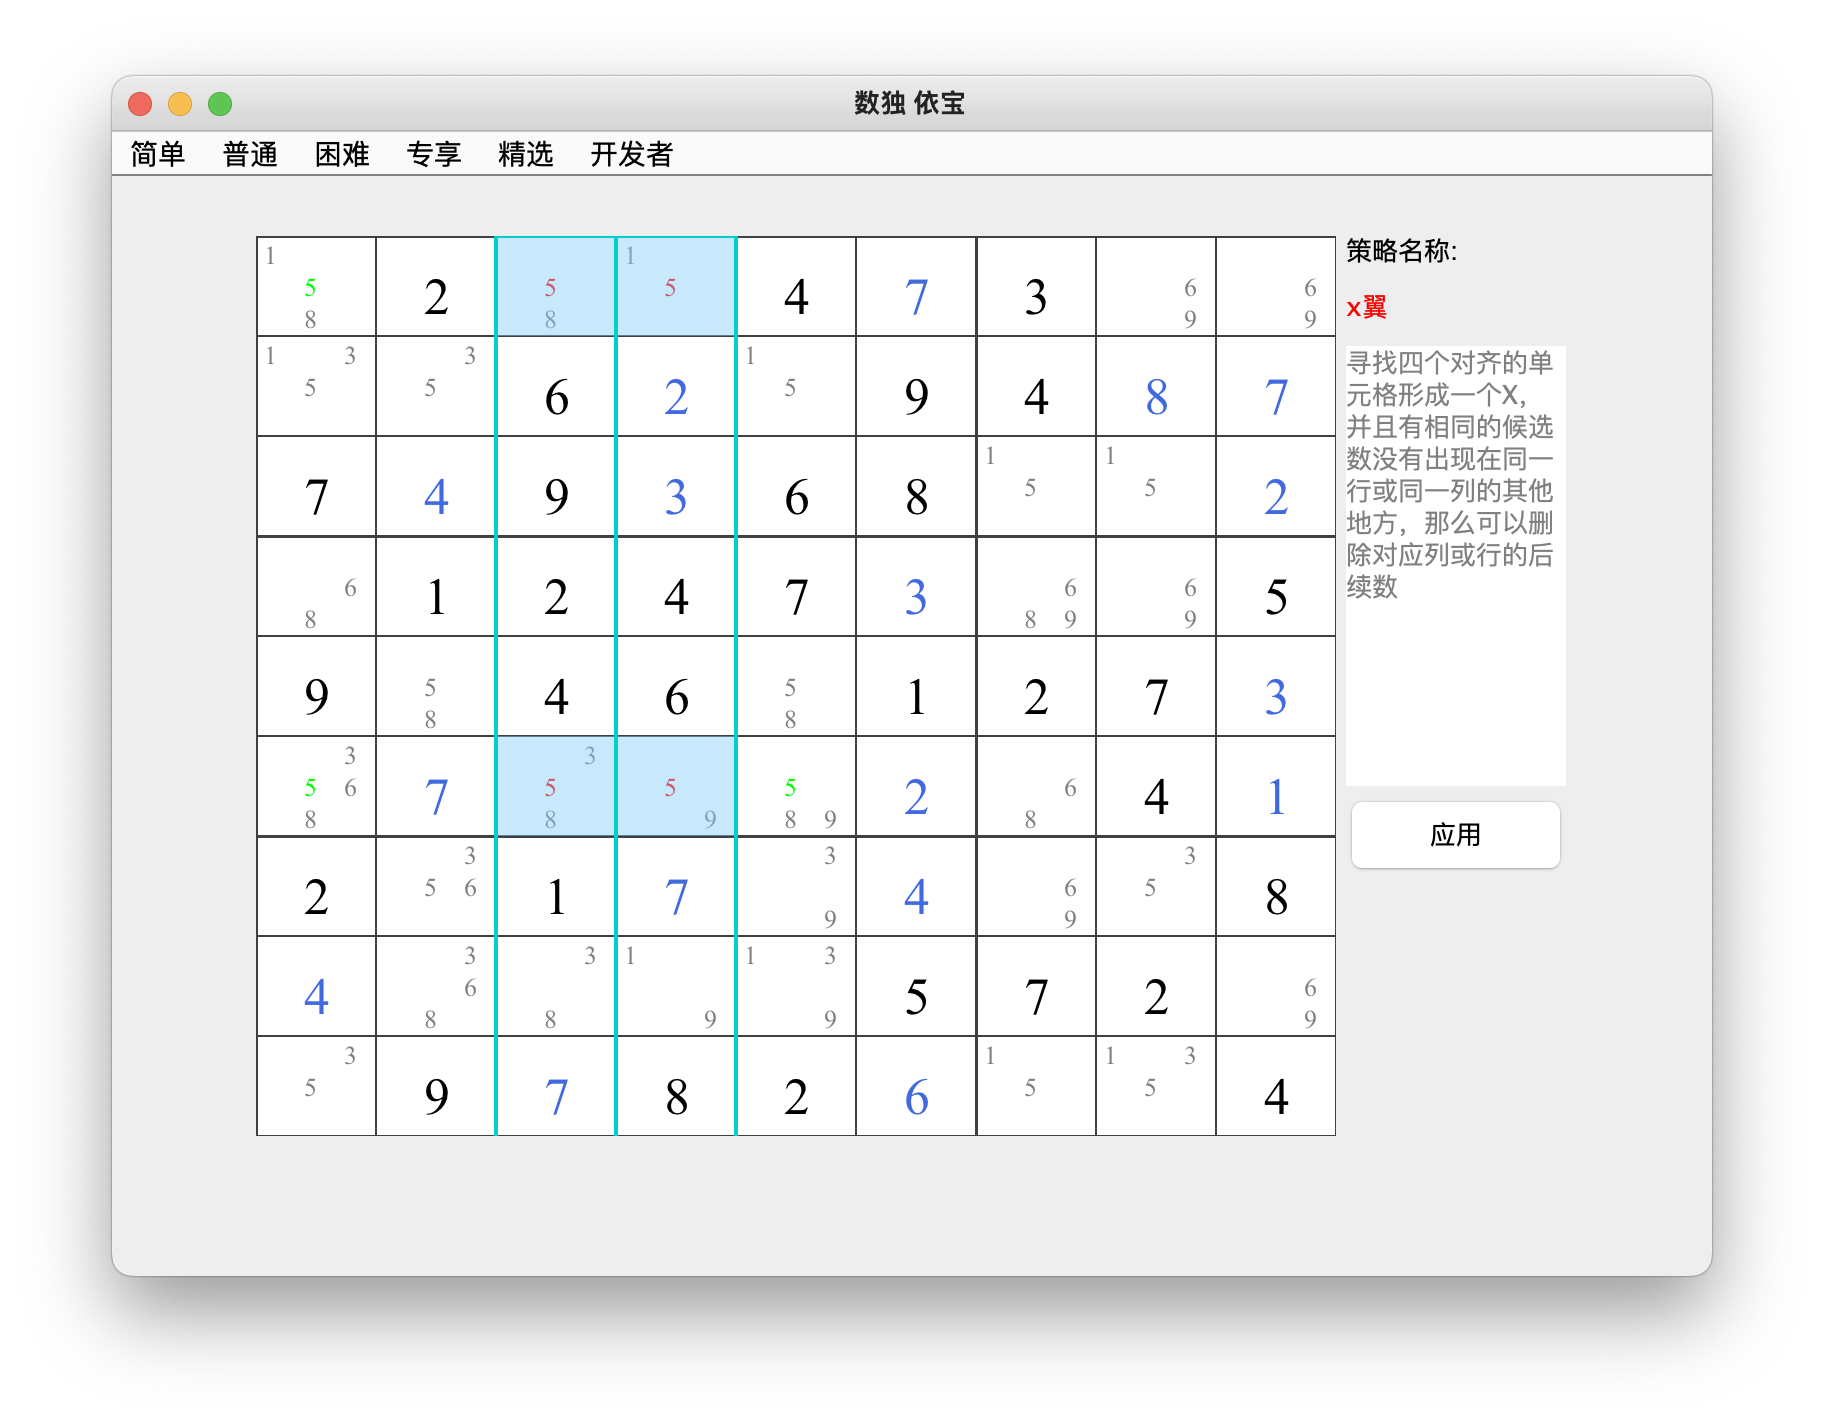 数独 依宝
简单 普通 困难 专享 精选 开发者
策略名称:
x翼
寻找四个对齐的单
元格形成一个X,
并且有相同的候选
数没有出现在同一
行或同一列的其他
地方，那么可以删
除对应列或行的后
续数
应用
1 1
5 2 5 5 4 7 3 6 6
8 8 9 9
1 3 3 1
5 5 6 2 5 9 4 8 7
1 1
7 4 9 3 6 8 5 5 2
6 1 2 4 7 3 6 6 5
8 8 9 9
9 5 4 6 5 1 2 7 3
8 8
3 3
5 6 7 5 5 5 2 6 4 1
8 8 9 8 9 8
3 3 3
2 5 6 1 7 4 6 5 8
9 9
3 3 1 1 3
4 6 5 7 2 6
8 8 9 9 9
3 1 1 3
5 9 7 8 2 6 5 5 4